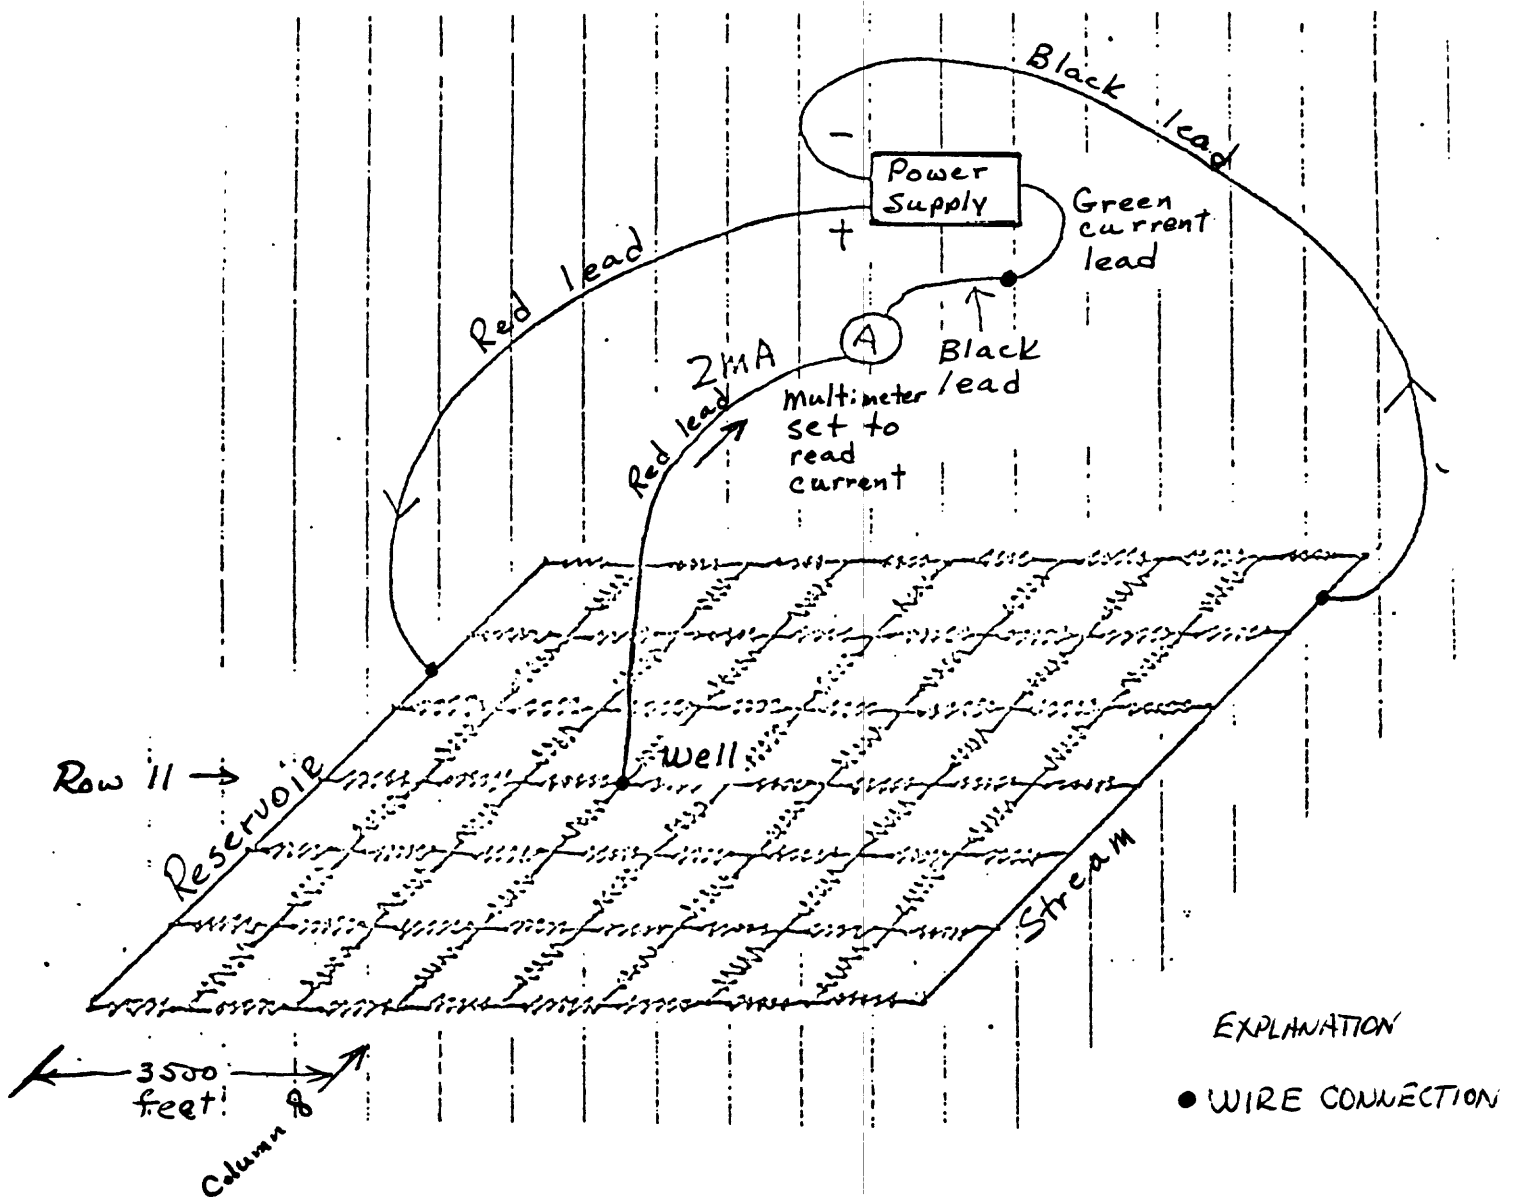 Black lead
−
Power
Supply
+
Green
current
lead
Red lead
A
Black
lead
2mA
Red lead
Multimeter
set to
read
current
Well
Row 11
Reservoir
Stream
3500
feet
Column 8
EXPLANATION
● WIRE CONNECTION